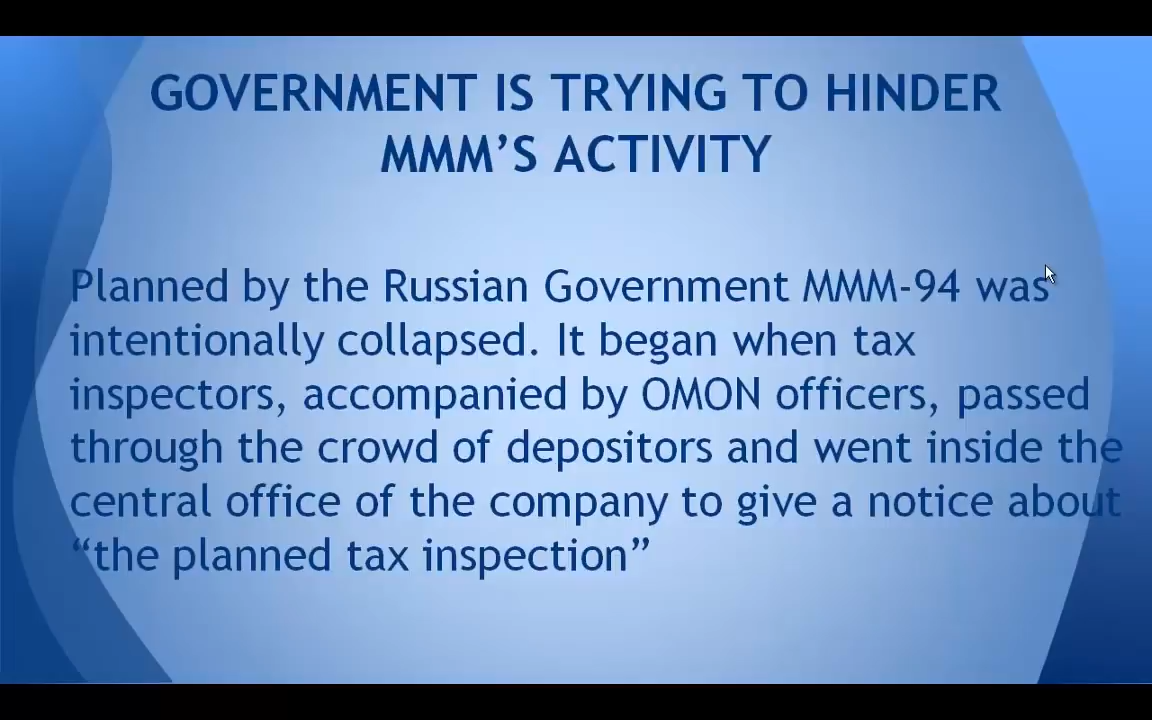 GOVERNMENT IS TRYING TO HINDER
MMM’S ACTIVITY
Planned by the Russian Government MMM-94 was
intentionally collapsed. It began when tax
inspectors, accompanied by OMON officers, passed
through the crowd of depositors and went inside the
central office of the company to give a notice about
“the planned tax inspection”